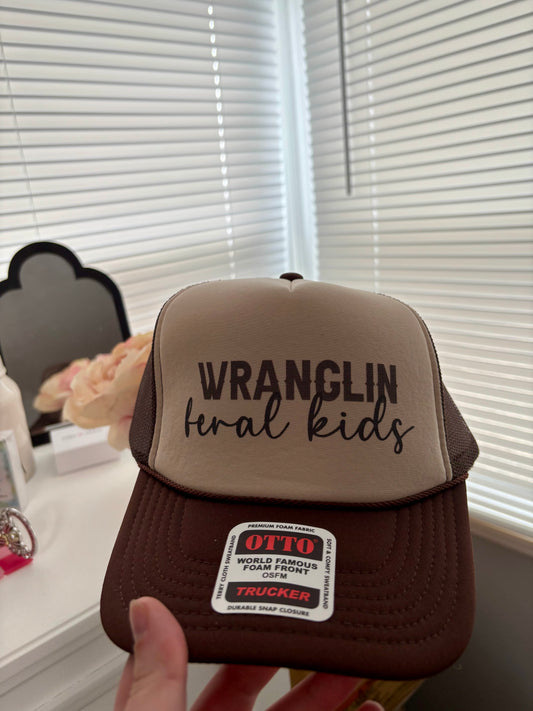 WRANGLIN
feral kids
PREMIUM FOAM FABRIC
OTTO
WORLD FAMOUS
FOAM FRONT
OSFM
TRUCKER
DURABLE SNAP CLOSURE
TERRY CLOTH SWEATBAND
SOFT & COMFY SWEATBAND